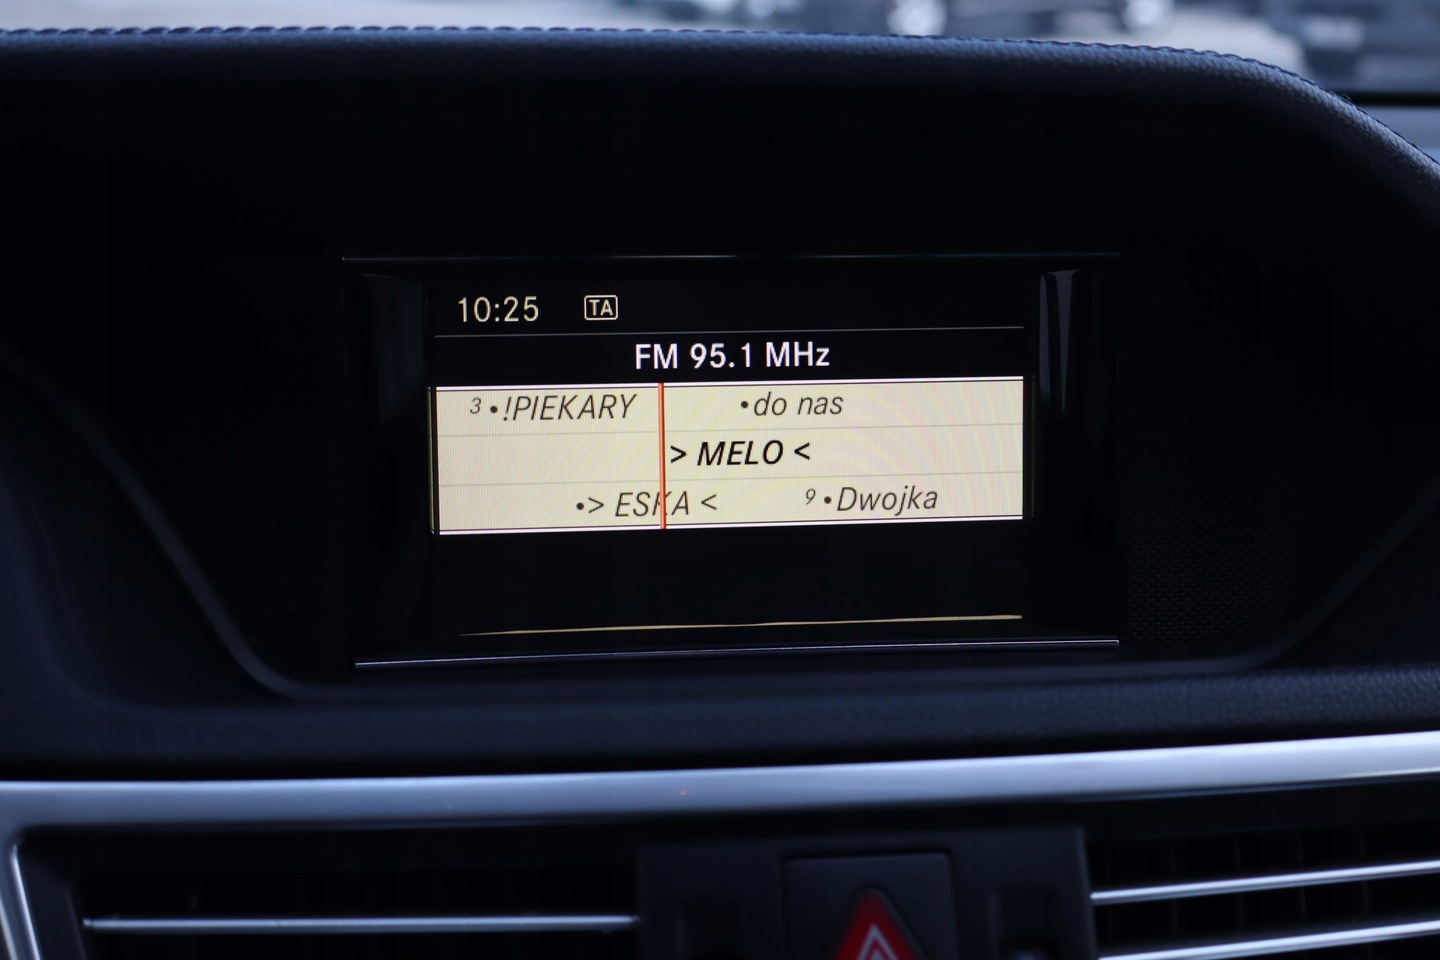 10:25 TA
FM 95.1 MHz
3 •!PIEKARY •do nas
> MELO <
•> ESKA < 9 •Dwojka